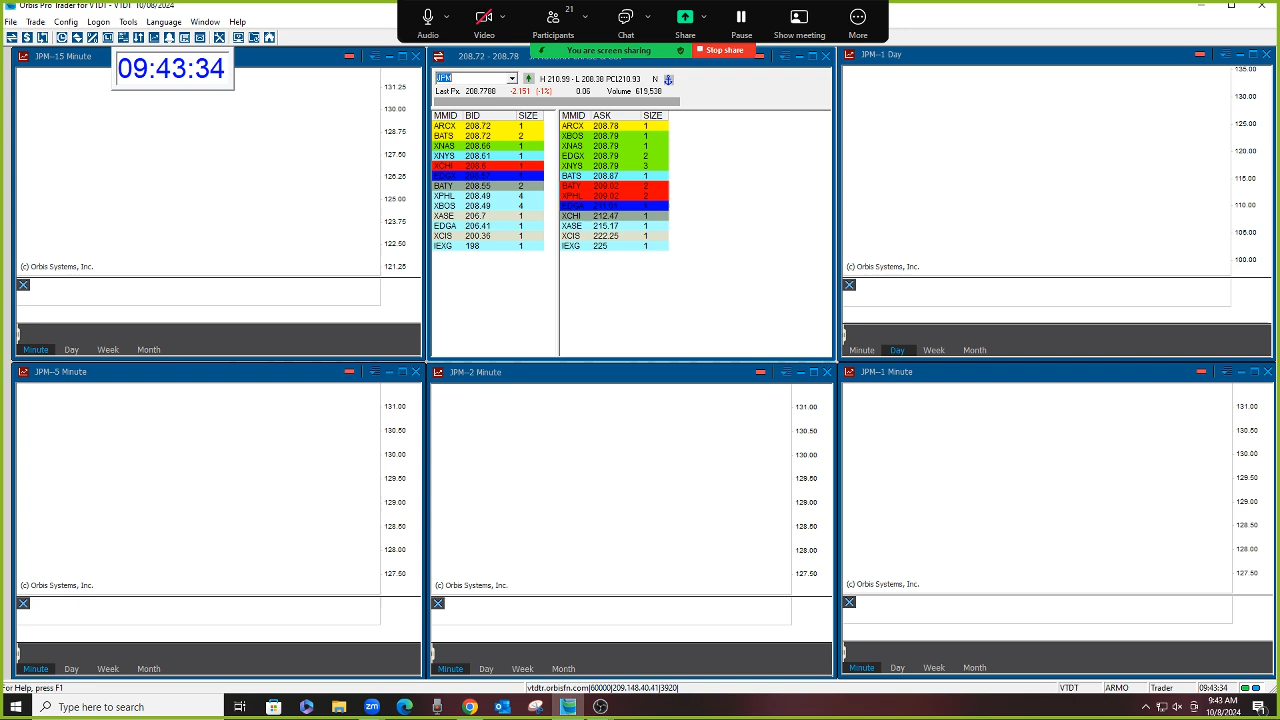 Orbis Pro Trader for VTDT - VTDT - 10/08/2024
File Tools Config Logon Tools Language Window Help
Audio Video Participants 21 Chat Share Pause Show meeting More
You are screen sharing Stop share
09:43:34
JPM--15 Minute
131.25
130.00
128.75
127.50
126.25
125.00
123.75
122.50
121.25
(c) Orbis Systems, Inc.
Minute Day Week Month
208.72 - 208.78
JPM H 210.99 - L 208.38 PCL210.93 N
Last Px. 208.7788 -2.151 (-1%) 0.06 Volume 619,538
MMID BID SIZE MMID ASK SIZE
ARCX 208.72 1 ARCX 208.78 1
BATS 208.72 2 XBOS 208.79 1
XNAS 208.66 1 XNAS 208.79 1
XNYS 208.61 1 EDGX 208.79 2
XCHI 208.6 1 XNYS 208.79 3
EDGX 1 BATS 208.87 1
BATY 208.55 2 BATY 209.02 2
XPHL 208.49 4 XPHL 209.02 2
XBOS 208.49 4 EDGA 1
XASE 206.7 1 XCHI 212.47 1
EDGA 206.41 1 XASE 215.17 1
XCIS 200.36 1 XCIS 222.25 1
IEXG 198 1 IEXG 225 1
JPM--1 Day
135.00
130.00
125.00
120.00
115.00
110.00
105.00
100.00
(c) Orbis Systems, Inc.
Minute Day Week Month
JPM--5 Minute
131.00
130.50
130.00
129.50
129.00
128.50
128.00
127.50
(c) Orbis Systems, Inc.
Minute Day Week Month
JPM--2 Minute
131.00
130.50
130.00
129.50
129.00
128.50
128.00
127.50
(c) Orbis Systems, Inc.
Minute Day Week Month
JPM--1 Minute
131.00
130.50
130.00
129.50
129.00
128.50
128.00
127.50
(c) Orbis Systems, Inc.
Minute Day Week Month
For Help, press F1 vtdtr.orbisfn.com|60000|209.148.40.41|3920| VTDT ARMO Trader 09:43:34
Type here to search
9:43 AM
10/8/2024